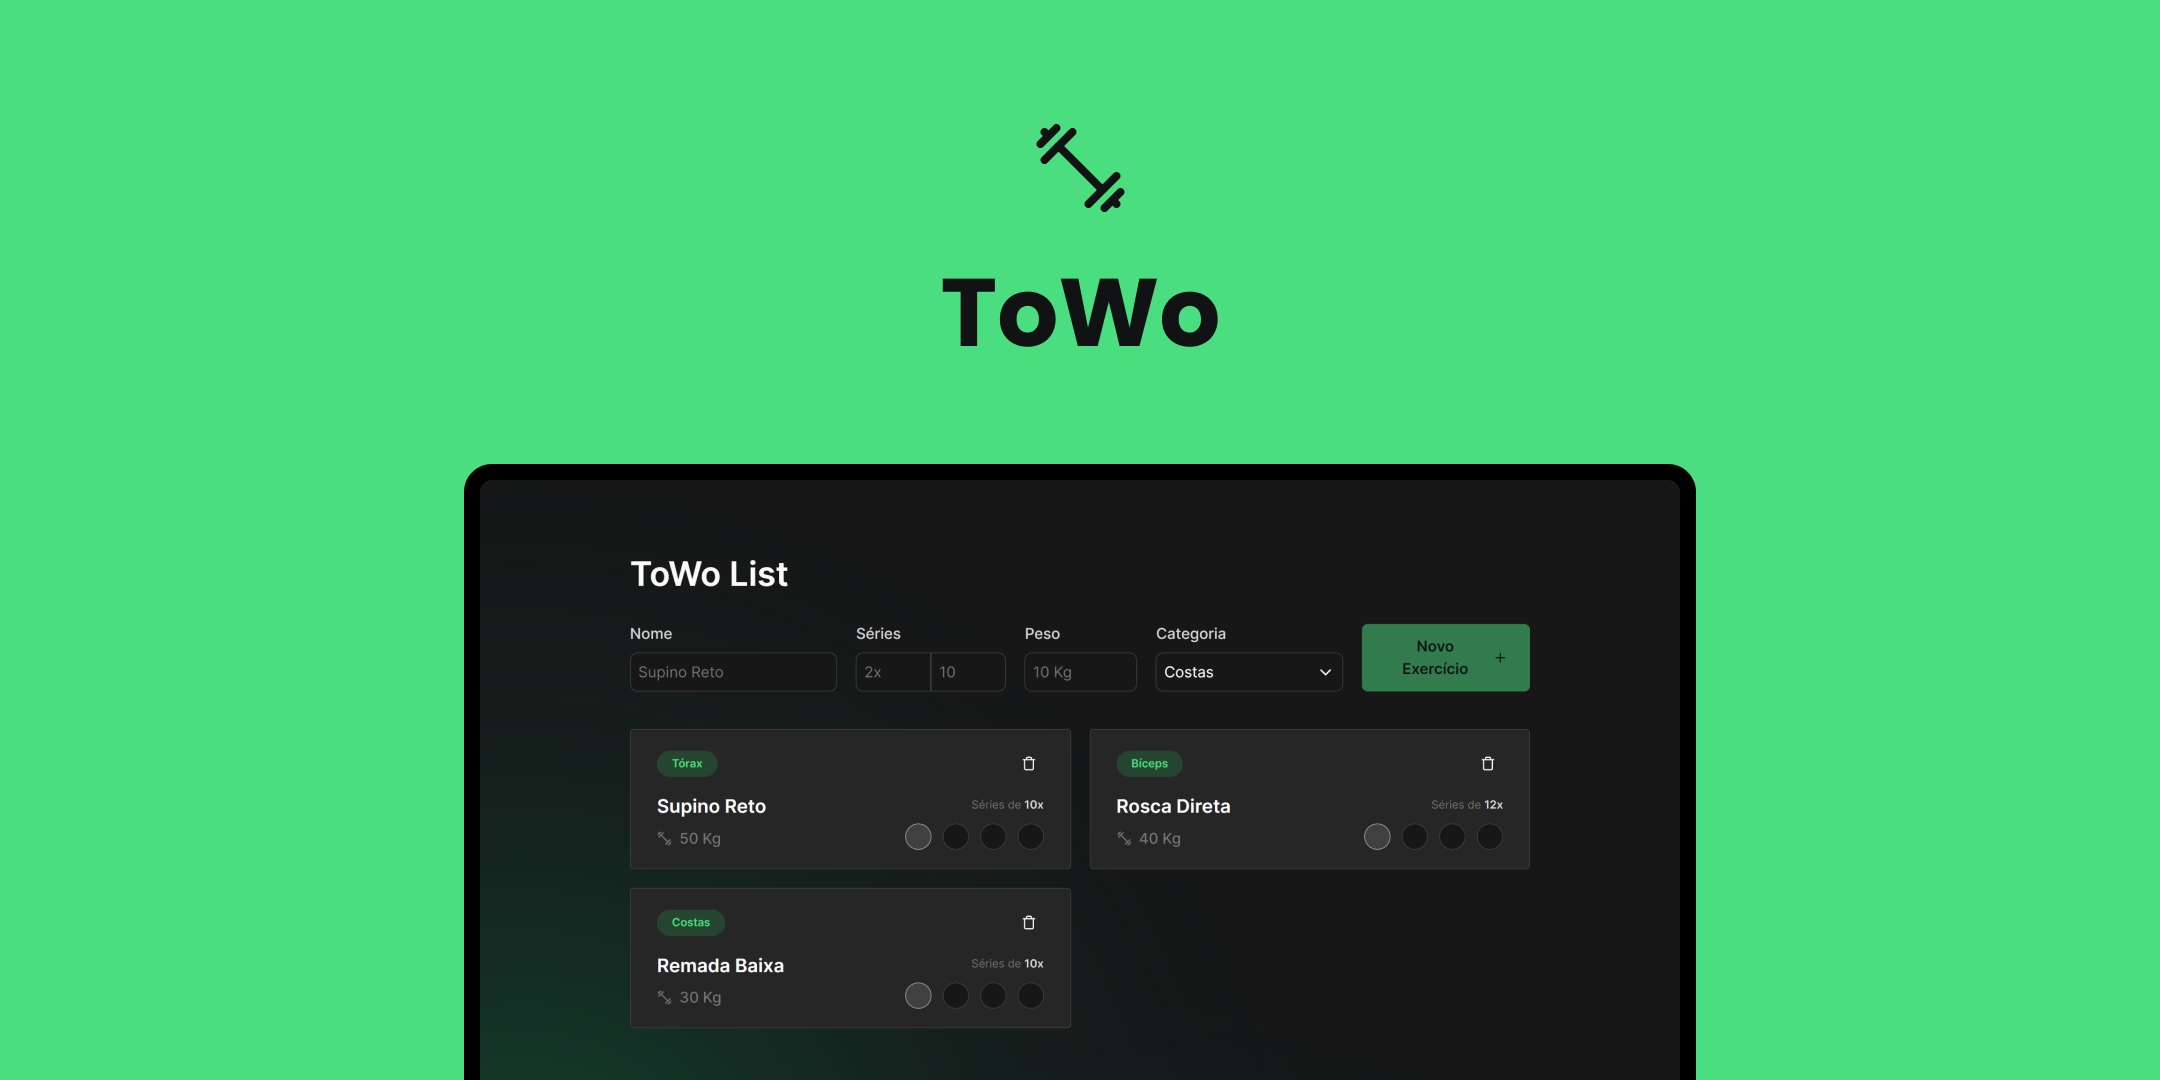 ToWo
ToWo List
Nome
Séries
Peso
Categoria
Supino Reto
2x
10
10 Kg
Costas
Novo
Exercício
+
Tórax
Supino Reto
50 Kg
Séries de 10x
Bíceps
Rosca Direta
40 Kg
Séries de 12x
Costas
Remada Baixa
30 Kg
Séries de 10x